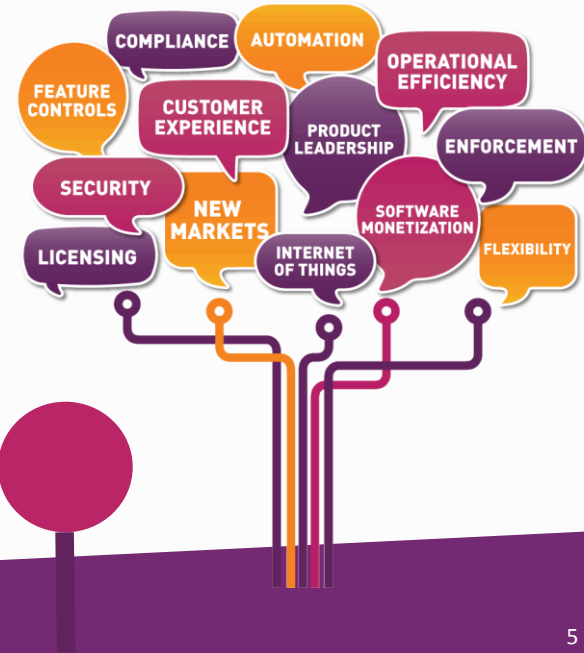 COMPLIANCE
AUTOMATION
OPERATIONAL
EFFICIENCY
FEATURE
CONTROLS
CUSTOMER
EXPERIENCE
PRODUCT
LEADERSHIP
ENFORCEMENT
SECURITY
NEW
MARKETS
SOFTWARE
MONETIZATION
FLEXIBILITY
LICENSING
INTERNET
OF THINGS
5